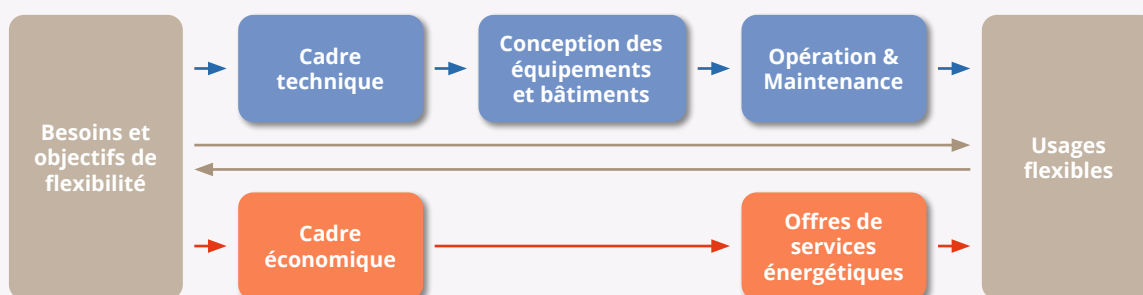 Besoins et
objectifs de
flexibilité
Cadre
technique
Conception des
équipements
et bâtiments
Opération &
Maintenance
Cadre
économique
Offres de
services
énergétiques
Usages
flexibles